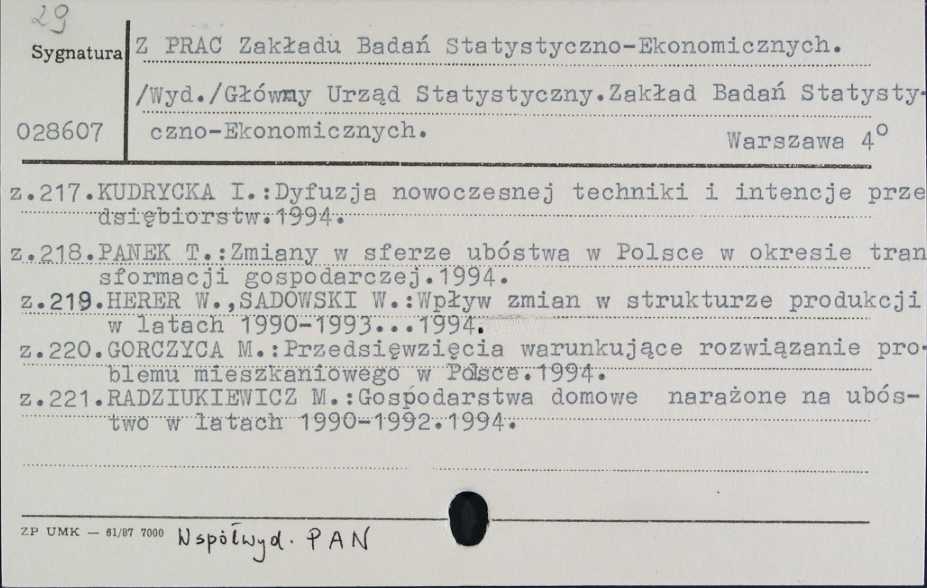 29
Sygnatura
Z PRAC Zakładu Badań Statystyczno-Ekonomicznych.
/Wyd./Główny Urząd Statystyczny.Zakład Badań Statysty-
028607
czno-Ekonomicznych.
Warszawa 4°
z.217.KUDRYCKA I.:Dyfuzja nowoczesnej techniki i intencje prze
dsiębiorstw.1994.
z.218.PANEK T.:Zmiany w sferze ubóstwa w Polsce w okresie tran
sformacji gospodarczej.1994.
z.219.HERER W.,SADOWSKI W.:Wpływ zmian w strukturze produkcji
w latach 1990-1993...1994.
z.220.GORCZYCA M.:Przedsięwzięcia warunkujące rozwiązanie pro-
blemu mieszkaniowego w Polsce.1994.
z.221.RADZIUKIEWICZ M.:Gospodarstwa domowe narażone na ubós-
two w latach 1990-1992.1994.
ZP UMK — 61/87 7000
Współwyd. PAN